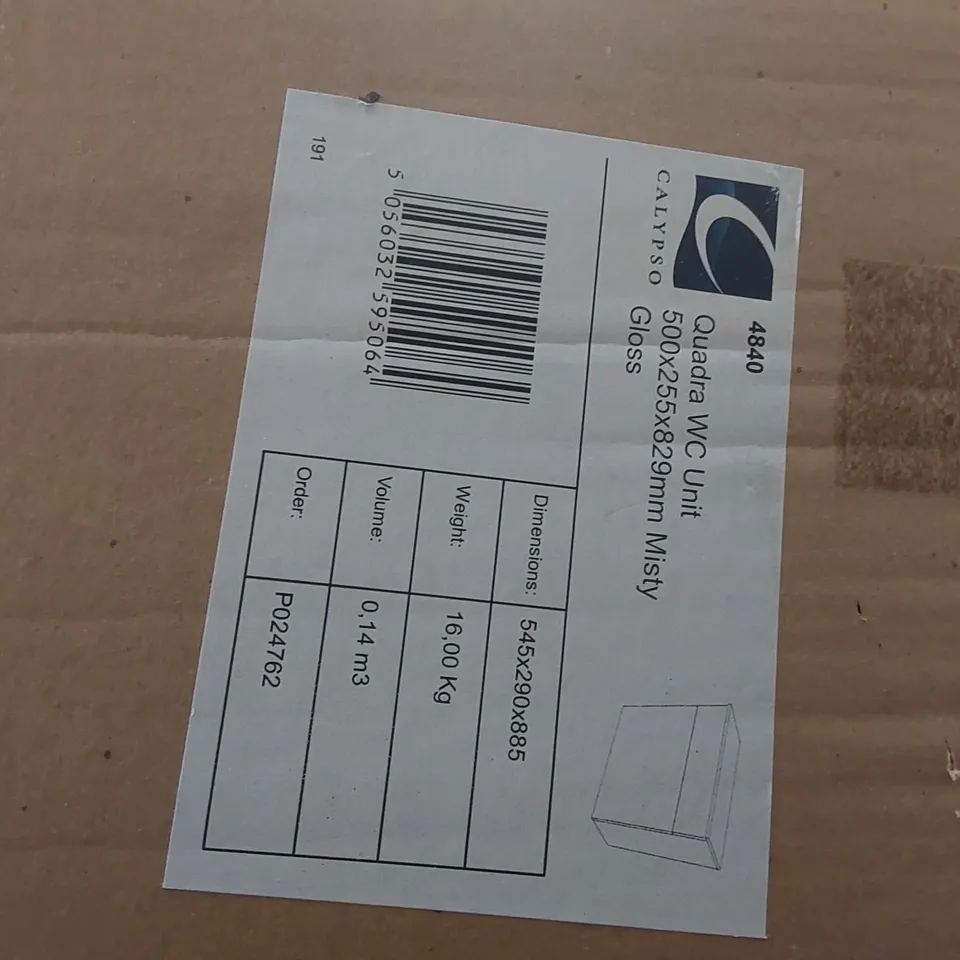 CALYPSO
4840
Quadra WC Unit
500x255x829mm Misty
Gloss
5 056032 595064
Dimensions: 545x290x885
Weight: 16,00 Kg
Volume: 0,14 m3
Order: P024762
191